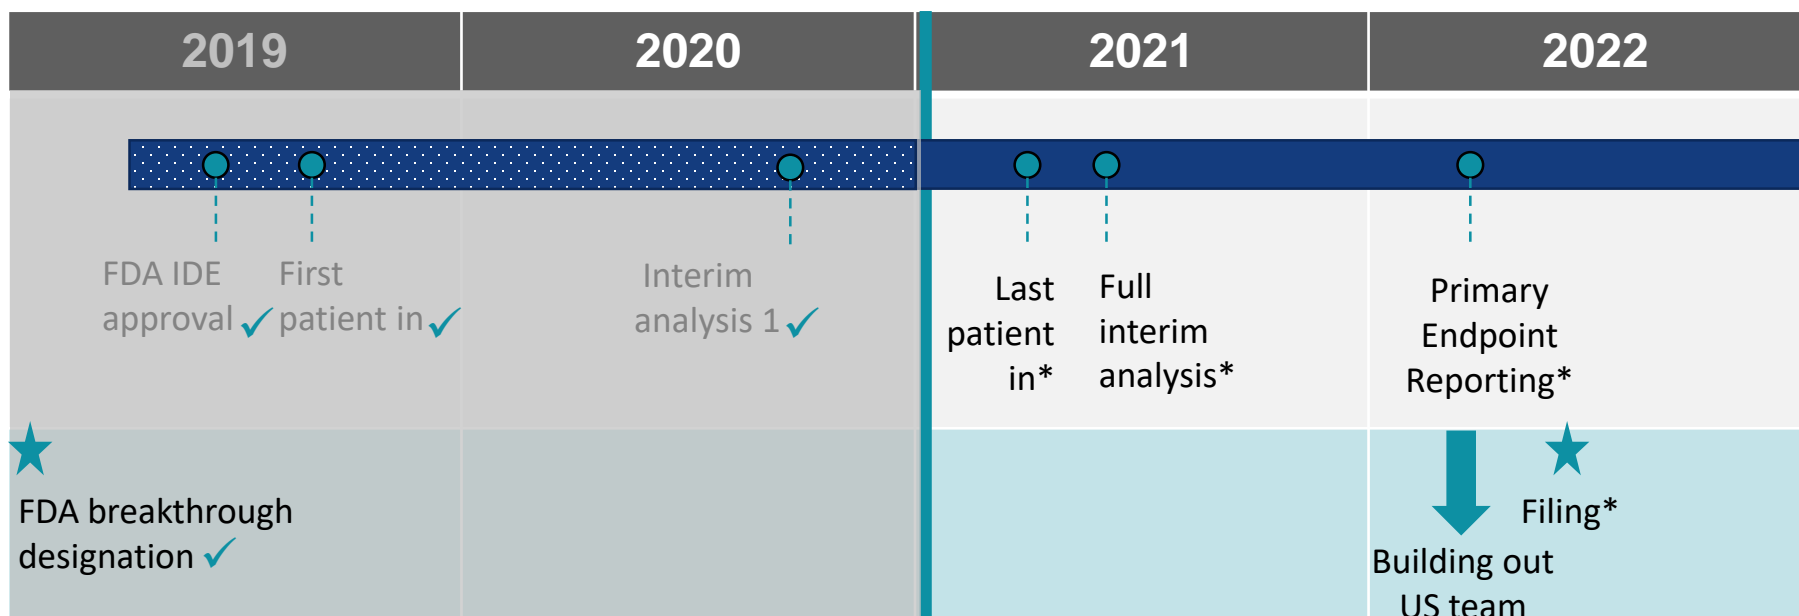 2019
2020
2021
2022
FDA IDE
approval
First
patient in
Interim
analysis 1
Last
patient
in*
Full
interim
analysis*
Primary
Endpoint
Reporting*
FDA breakthrough
designation
Filing*
Building out
US team